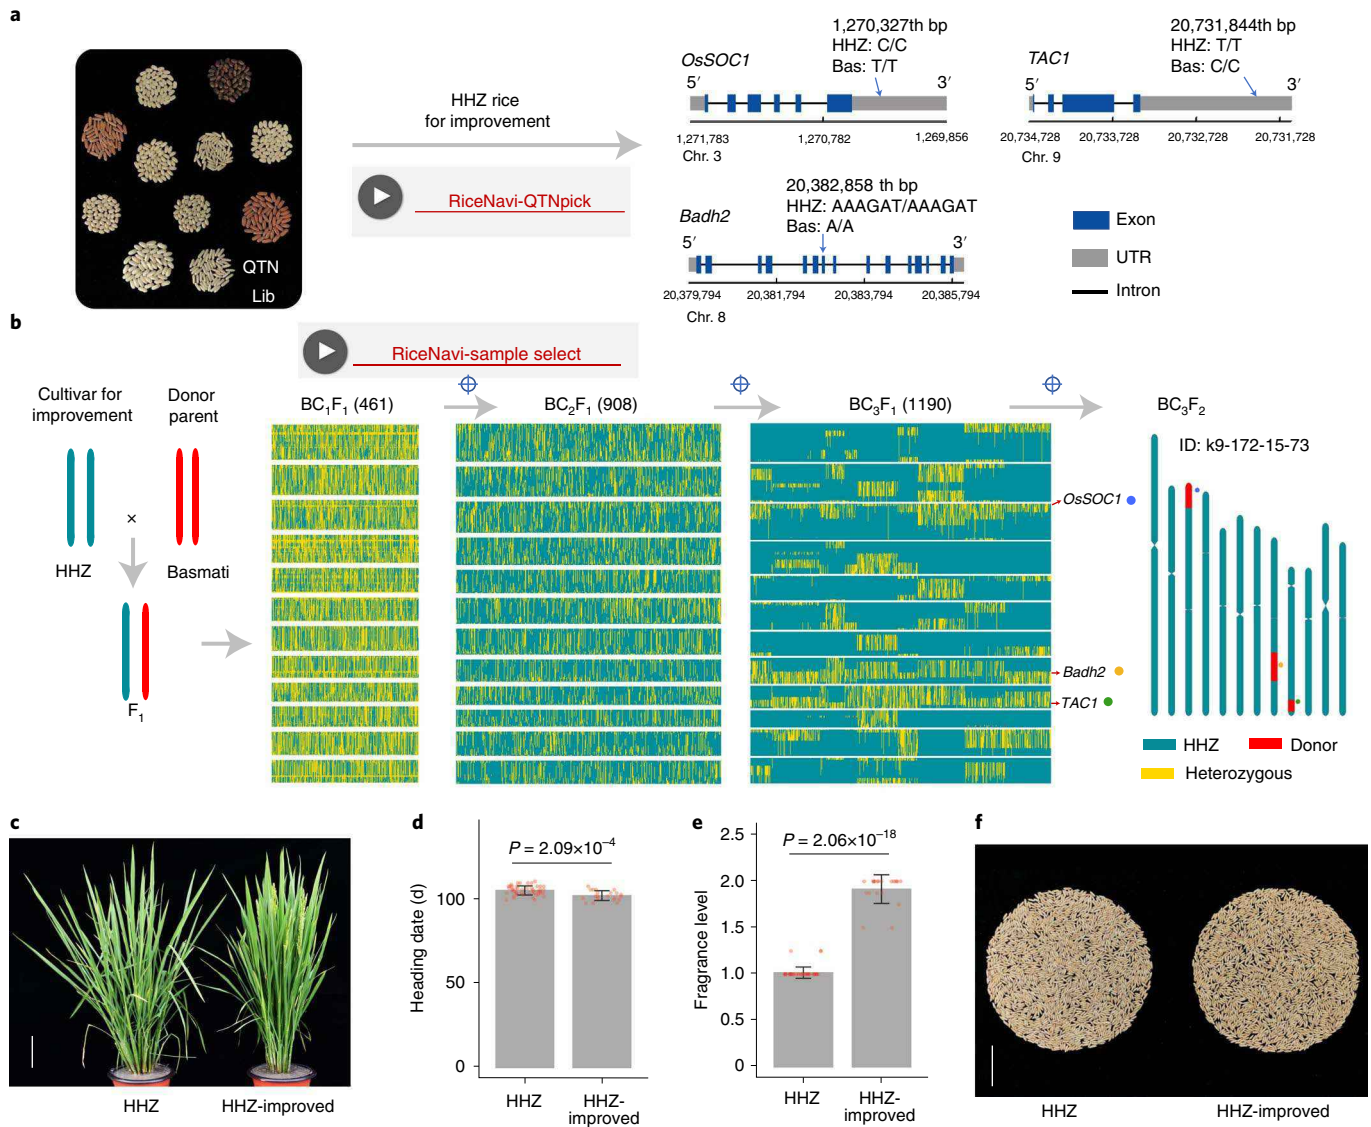 a
QTN
Lib
HHZ rice
for improvement
RiceNavi-QTNpick
OsSOC1
1,270,327th bp
HHZ: C/C
Bas: T/T
5′
3′
1,271,783
1,270,782
1,269,856
Chr. 3
TAC1
20,731,844th bp
HHZ: T/T
Bas: C/C
5′
3′
20,734,728
20,733,728
20,732,728
20,731,728
Chr. 9
Badh2
20,382,858 th bp
HHZ: AAAGAT/AAAGAT
Bas: A/A
5′
3′
20,379,794
20,381,794
20,383,794
20,385,794
Chr. 8
Exon
UTR
Intron
b
RiceNavi-sample select
Cultivar for
improvement
Donor
parent
HHZ
×
Basmati
F₁
BC₁F₁ (461)
BC₂F₁ (908)
BC₃F₁ (1190)
BC₃F₂
ID: k9-172-15-73
OsSOC1
Badh2
TAC1
HHZ
Donor
Heterozygous
c
HHZ
HHZ-improved
d
P = 2.09×10⁻⁴
Heading date (d)
100
50
0
HHZ
HHZ-
improved
e
P = 2.06×10⁻¹⁸
Fragrance level
2.5
2.0
1.5
1.0
0.5
0
HHZ
HHZ-
improved
f
HHZ
HHZ-improved